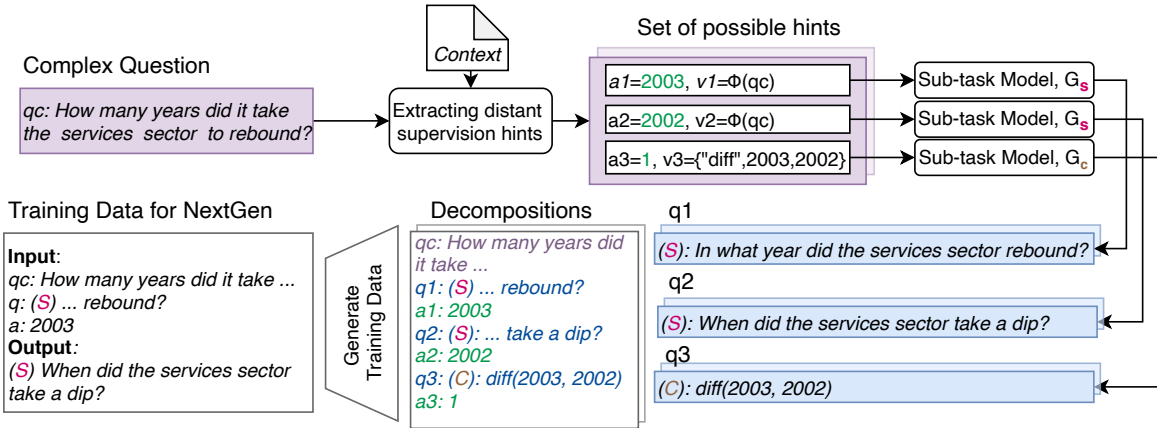 Complex Question
qc: How many years did it take
the services sector to rebound?
Context
Extracting distant
supervision hints
Set of possible hints
a1=2003, v1=Φ(qc)
a2=2002, v2=Φ(qc)
a3=1, v3={"diff",2003,2002}
Sub-task Model, Gs
Sub-task Model, Gs
Sub-task Model, Gc
Training Data for NextGen
Input:
qc: How many years did it take ...
q: (S) ... rebound?
a: 2003
Output:
(S) When did the services sector
take a dip?
Generate
Training Data
Decompositions
qc: How many years did
it take ...
q1: (S) ... rebound?
a1: 2003
q2: (S): ... take a dip?
a2: 2002
q3: (C): diff(2003, 2002)
a3: 1
q1
(S): In what year did the services sector rebound?
q2
(S): When did the services sector take a dip?
q3
(C): diff(2003, 2002)